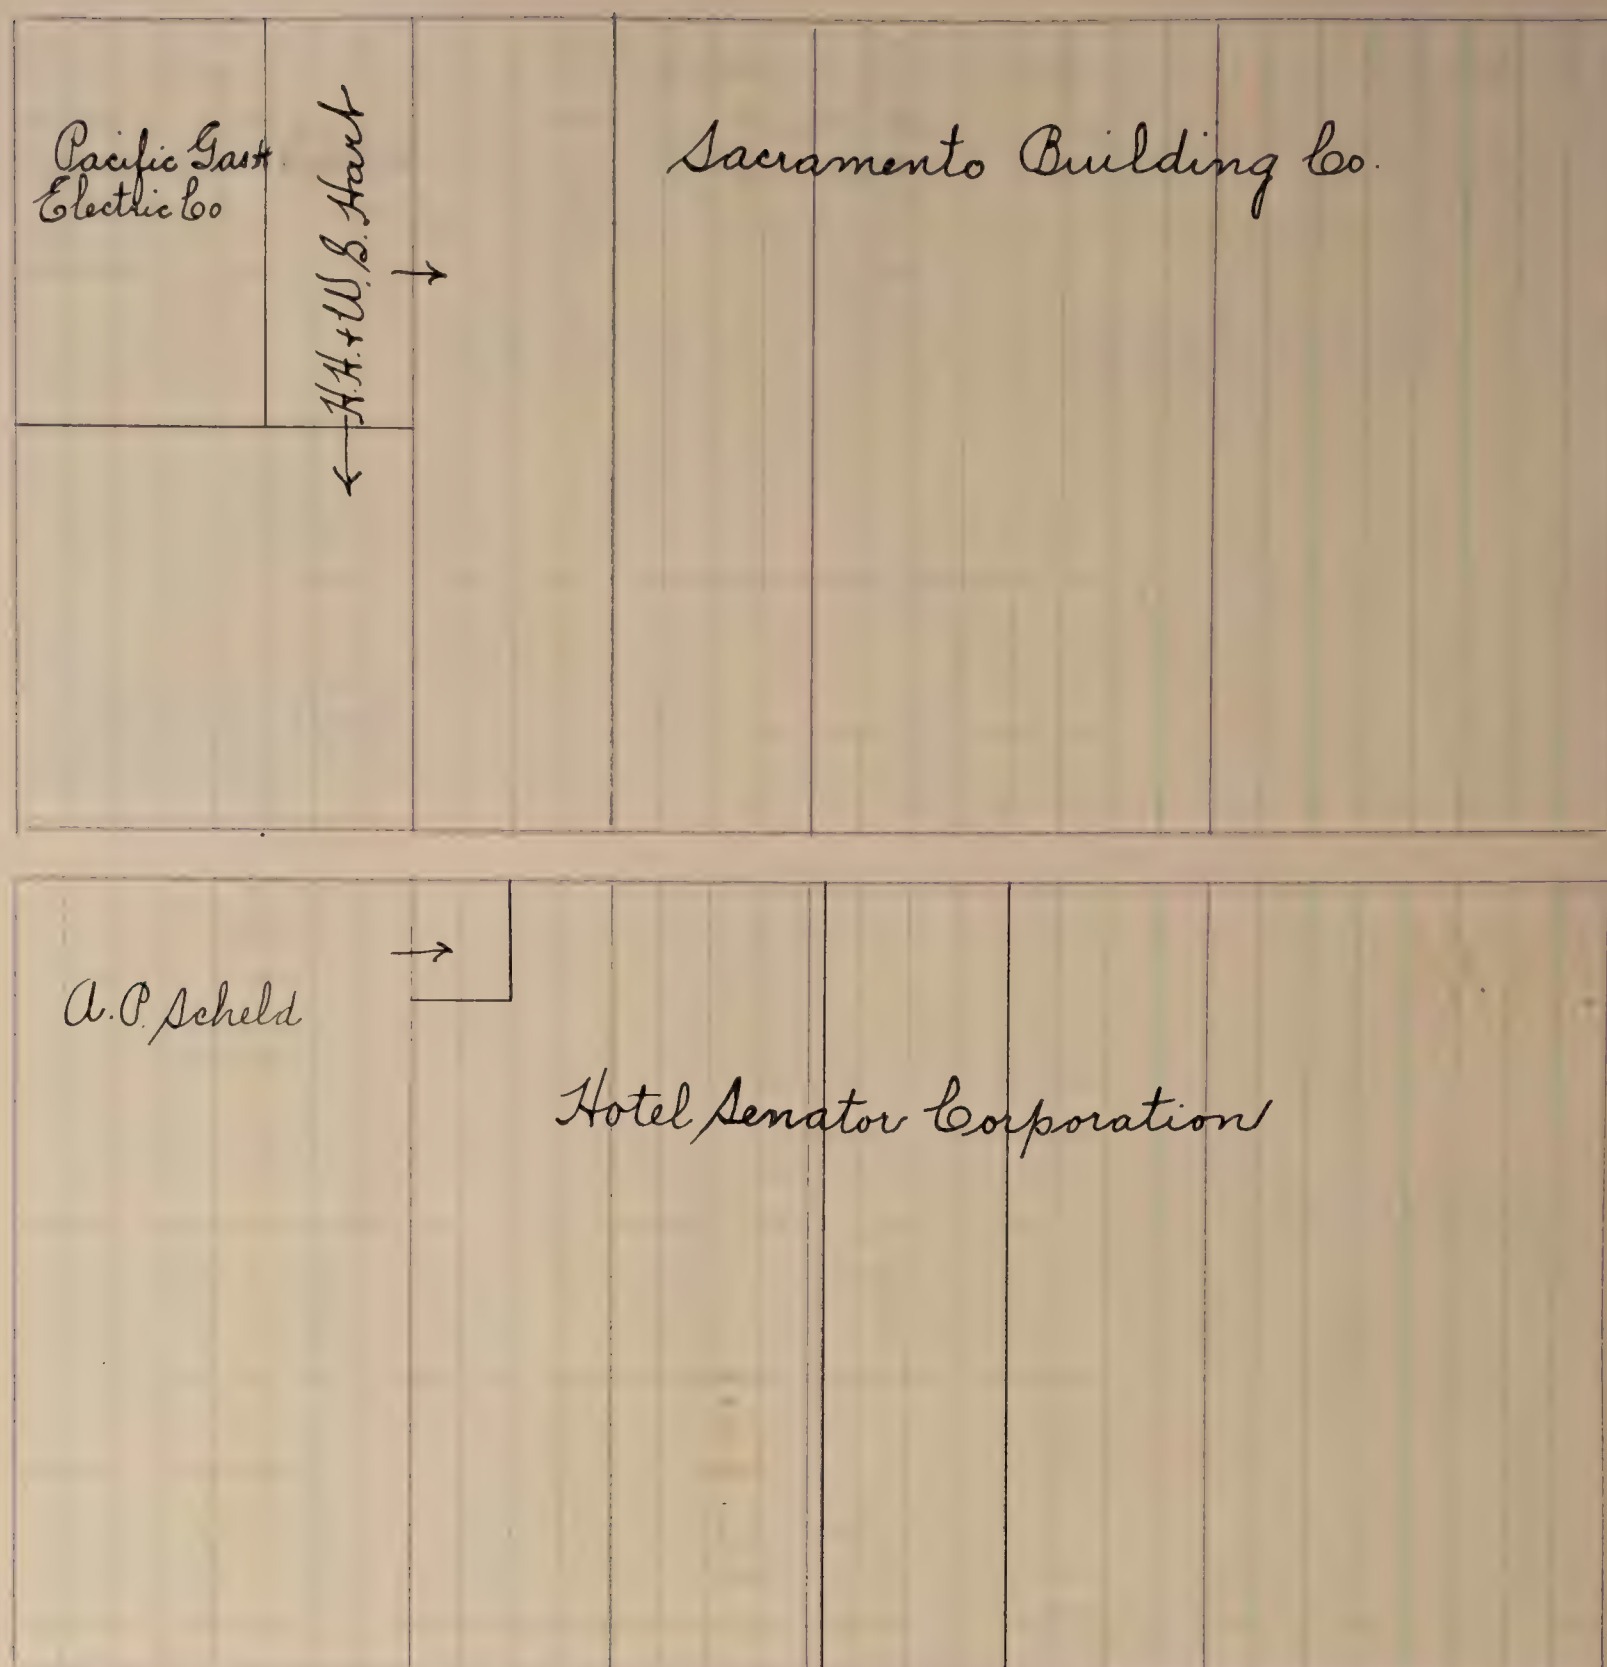 Pacific Gas +
Electric Co
H.H. + W.S. Hart
Sacramento Building Co.
A.P. Scheld
Hotel Senator Corporation